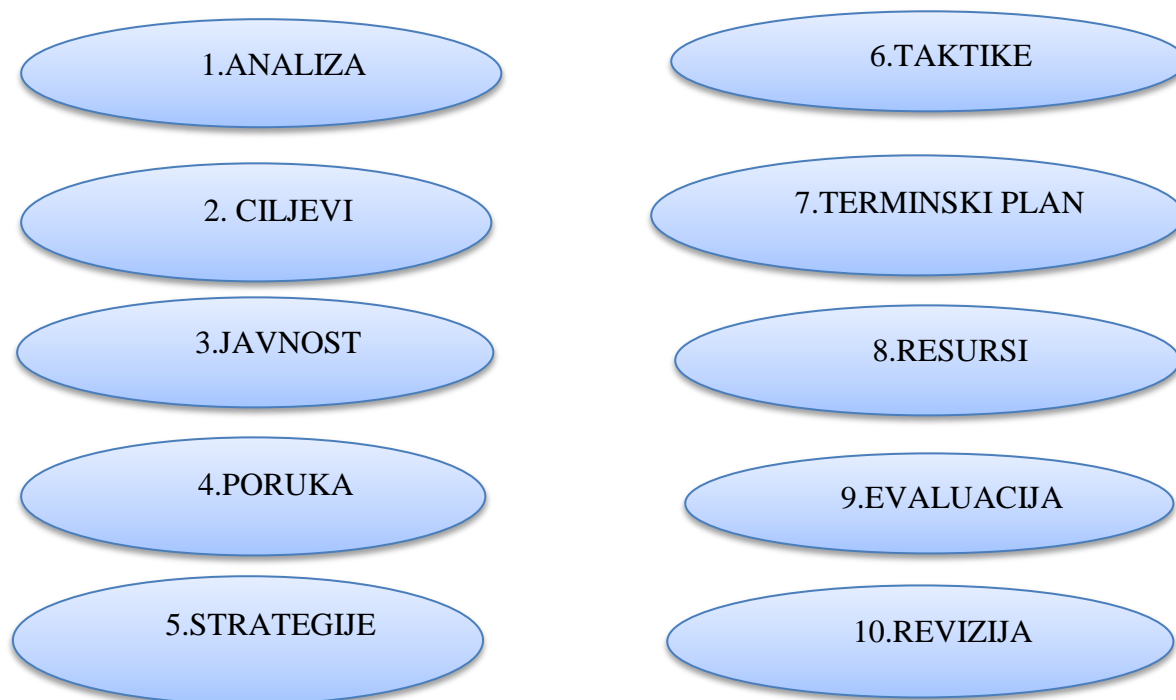 1.ANALIZA
2. CILJEVI
3.JAVNOST
4.PORUKA
5.STRATEGIJE
6.TAKTIKE
7.TERMINSKI PLAN
8.RESURSI
9.EVALUACIJA
10.REVIZIJA